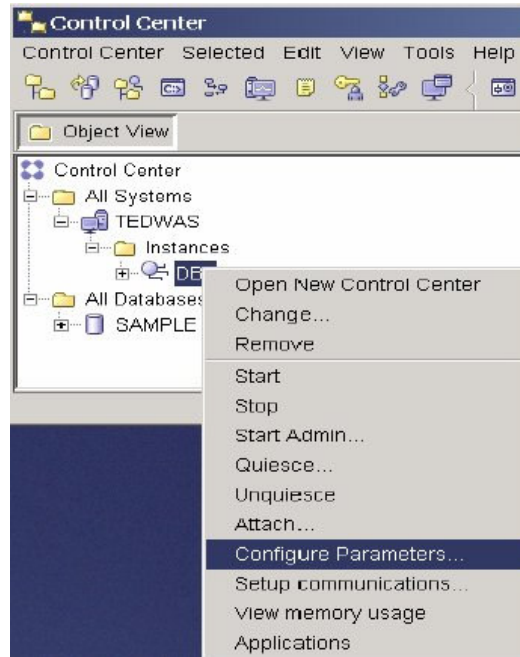 Control Center
Control Center Selected Edit View Tools Help
Object View
Control Center
All Systems
TEDWAS
Instances
All Databases
SAMPLE
Open New Control Center
Change...
Remove
Start
Stop
Start Admin...
Quiesce...
Unquiesce
Attach...
Configure Parameters...
Setup communications...
View memory usage
Applications